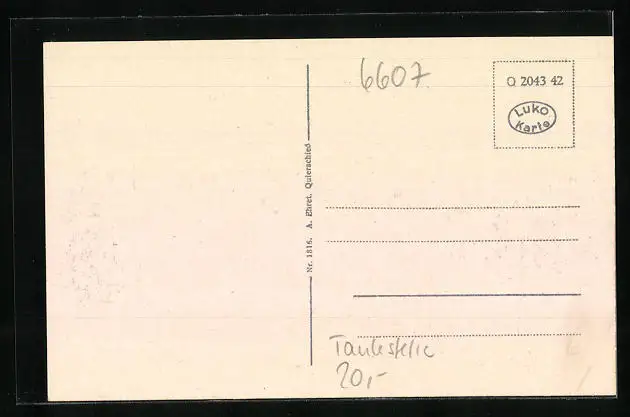 6607
Q 2043 42
Luko
Karte
Nr. 1816. A. Ehret. Quierschied
Tankstelle
20,-